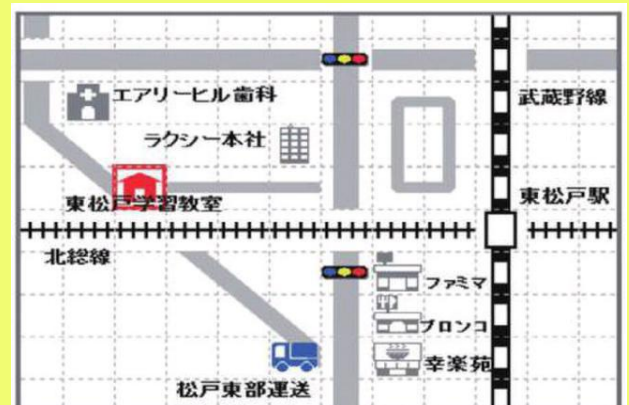 エアリーヒル歯科
武蔵野線
ラクシー本社
東松戸学習教室
東松戸駅
北総線
ファミマ
ブロンコ
幸楽苑
松戸東部運送